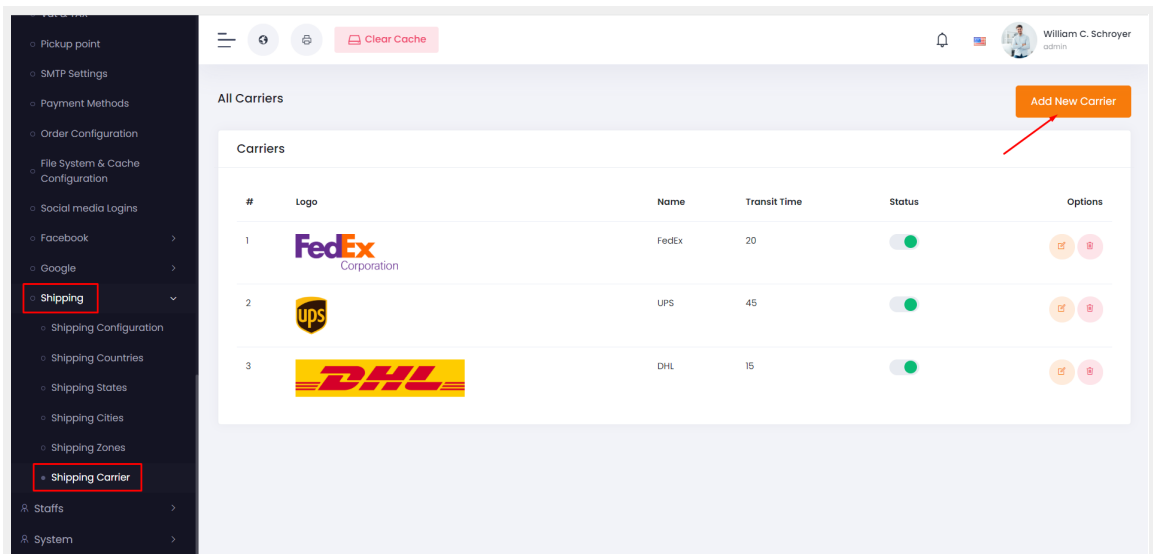 Vat & TAX
Pickup point
SMTP Settings
Payment Methods
Order Configuration
File System & Cache
Configuration
Social media Logins
Facebook
Google
Shipping
Shipping Configuration
Shipping Countries
Shipping States
Shipping Cities
Shipping Zones
Shipping Carrier
Staffs
System
Clear Cache
William C. Schroyer
admin
All Carriers
Add New Carrier
Carriers
# Logo Name Transit Time Status Options
1 FedEx Corporation FedEx 20
2 ups UPS 45
3 DHL DHL 15